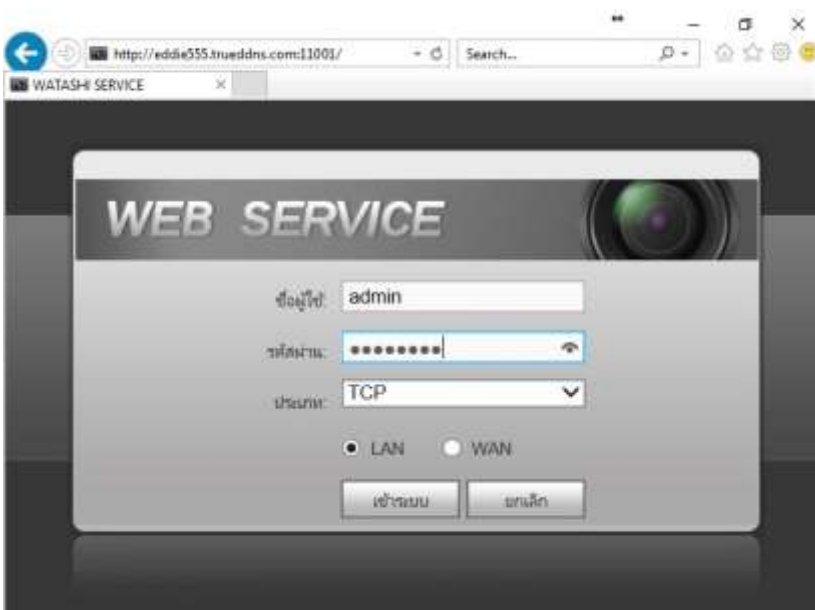 http://eddie555.trueddns.com:11001/
Search...
WATASHI SERVICE
WEB SERVICE
ชื่อผู้ใช้: admin
รหัสผ่าน: ●●●●●●●●
ประเภท: TCP
LAN WAN
เข้าระบบ ยกเลิก